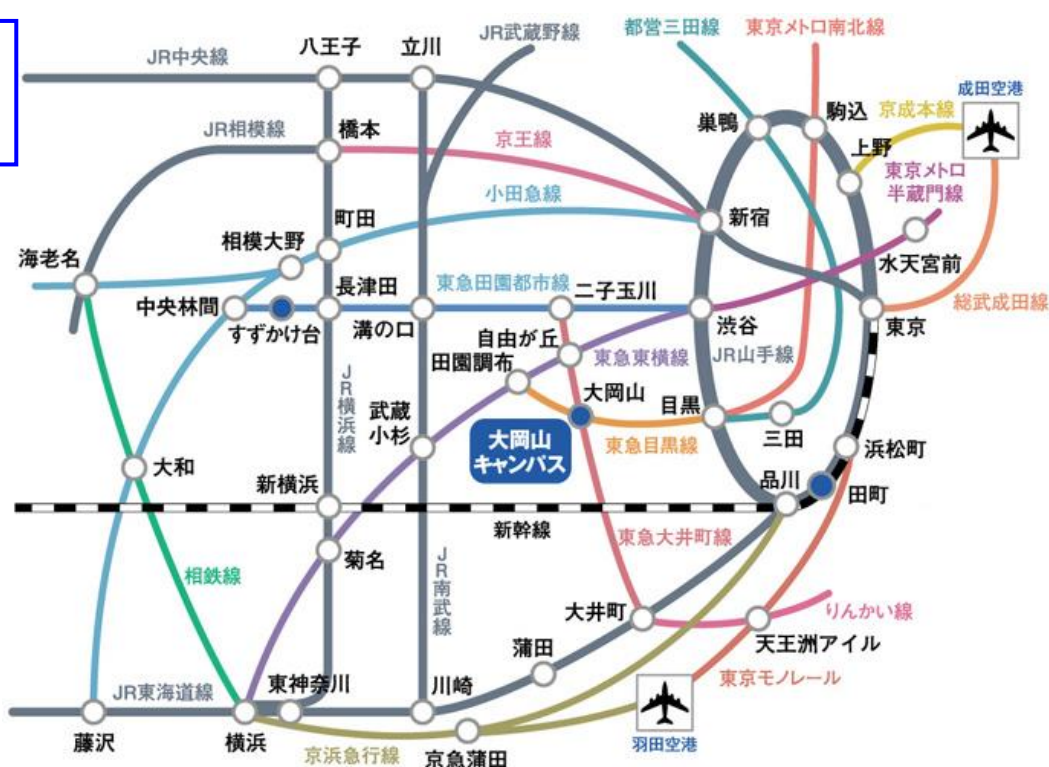 JR中央線
八王子
立川
JR武蔵野線
都営三田線
東京メトロ南北線
成田空港
京成本線
巣鴨
駒込
上野
JR相模線
橋本
京王線
東京メトロ
半蔵門線
小田急線
町田
新宿
相模大野
海老名
水天宮前
中央林間
すずかけ台
長津田
東急田園都市線
溝の口
二子玉川
渋谷
東京
総武成田線
自由が丘
東急東横線
JR山手線
田園調布
JR横浜線
武蔵
小杉
大岡山
目黒
三田
大岡山
キャンパス
東急目黒線
浜松町
大和
新横浜
品川
田町
新幹線
東急大井町線
菊名
相鉄線
JR南武線
大井町
りんかい線
天王洲アイル
蒲田
東京モノレール
JR東海道線
東神奈川
川崎
藤沢
横浜
京浜急行線
京急蒲田
羽田空港